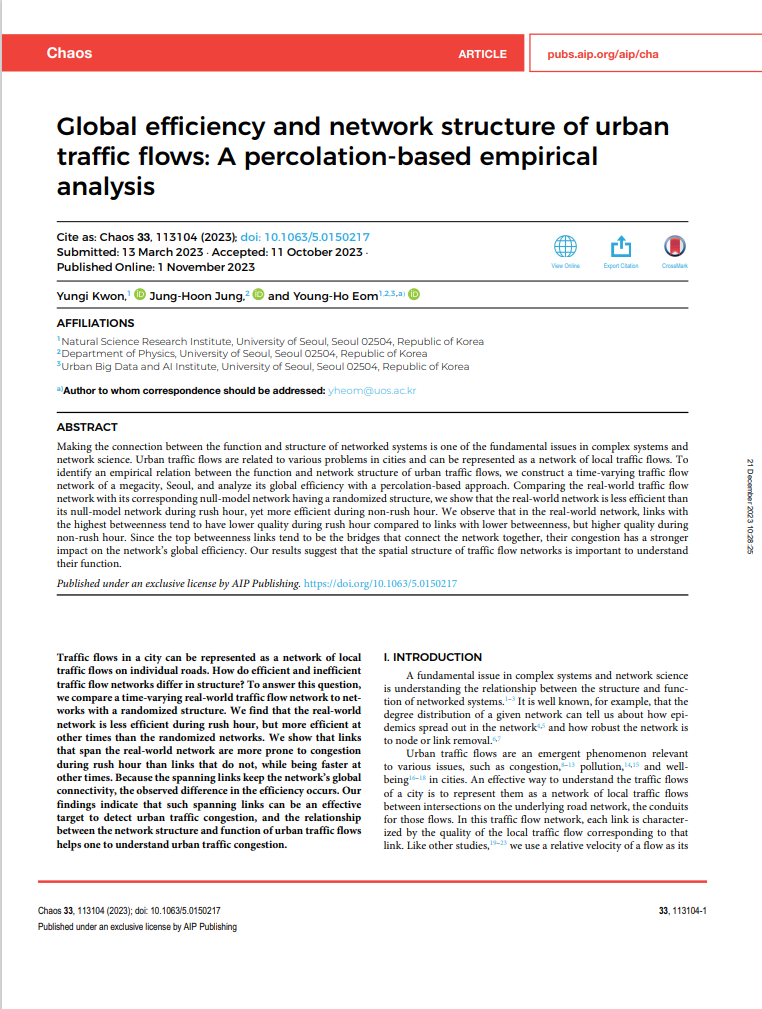 Chaos
ARTICLE
pubs.aip.org/aip/cha
Global efficiency and network structure of urban
traffic flows: A percolation-based empirical
analysis
Cite as: Chaos 33, 113104 (2023); doi: 10.1063/5.0150217
Submitted: 13 March 2023 · Accepted: 11 October 2023 ·
Published Online: 1 November 2023
View Online
Export Citation
CrossMark
Yungi Kwon,1 iD Jung-Hoon Jung,2 iD and Young-Ho Eom1,2,3,a) iD
AFFILIATIONS
1Natural Science Research Institute, University of Seoul, Seoul 02504, Republic of Korea
2Department of Physics, University of Seoul, Seoul 02504, Republic of Korea
3Urban Big Data and AI Institute, University of Seoul, Seoul 02504, Republic of Korea
a)Author to whom correspondence should be addressed: yheom@uos.ac.kr
ABSTRACT
Making the connection between the function and structure of networked systems is one of the fundamental issues in complex systems and
network science. Urban traffic flows are related to various problems in cities and can be represented as a network of local traffic flows. To
identify an empirical relation between the function and network structure of urban traffic flows, we construct a time-varying traffic flow
network of a megacity, Seoul, and analyze its global efficiency with a percolation-based approach. Comparing the real-world traffic flow
network with its corresponding null-model network having a randomized structure, we show that the real-world network is less efficient than
its null-model network during rush hour, yet more efficient during non-rush hour. We observe that in the real-world network, links with
the highest betweenness tend to have lower quality during rush hour compared to links with lower betweenness, but higher quality during
non-rush hour. Since the top betweenness links tend to be the bridges that connect the network together, their congestion has a stronger
impact on the network's global efficiency. Our results suggest that the spatial structure of traffic flow networks is important to understand
their function.
Published under an exclusive license by AIP Publishing. https://doi.org/10.1063/5.0150217
Traffic flows in a city can be represented as a network of local
traffic flows on individual roads. How do efficient and inefficient
traffic flow networks differ in structure? To answer this question,
we compare a time-varying real-world traffic flow network to net-
works with a randomized structure. We find that the real-world
network is less efficient during rush hour, but more efficient at
other times than the randomized networks. We show that links
that span the real-world network are more prone to congestion
during rush hour than links that do not, while being faster at
other times. Because the spanning links keep the network's global
connectivity, the observed difference in the efficiency occurs. Our
findings indicate that such spanning links can be an effective
target to detect urban traffic congestion, and the relationship
between the network structure and function of urban traffic flows
helps one to understand urban traffic congestion.
I. INTRODUCTION
A fundamental issue in complex systems and network science
is understanding the relationship between the structure and func-
tion of networked systems.1–3 It is well known, for example, that the
degree distribution of a given network can tell us about how epi-
demics spread out in the network4,5 and how robust the network is
to node or link removal.6,7
Urban traffic flows are an emergent phenomenon relevant
to various issues, such as congestion,8–13 pollution,14,15 and well-
being16–18 in cities. An effective way to understand the traffic flows
of a city is to represent them as a network of local traffic flows
between intersections on the underlying road network, the conduits
for those flows. In this traffic flow network, each link is character-
ized by the quality of the local traffic flow corresponding to that
link. Like other studies,19–23 we use a relative velocity of a flow as its
21 December 2023 10:28:25
Chaos 33, 113104 (2023); doi: 10.1063/5.0150217
33, 113104-1
Published under an exclusive license by AIP Publishing